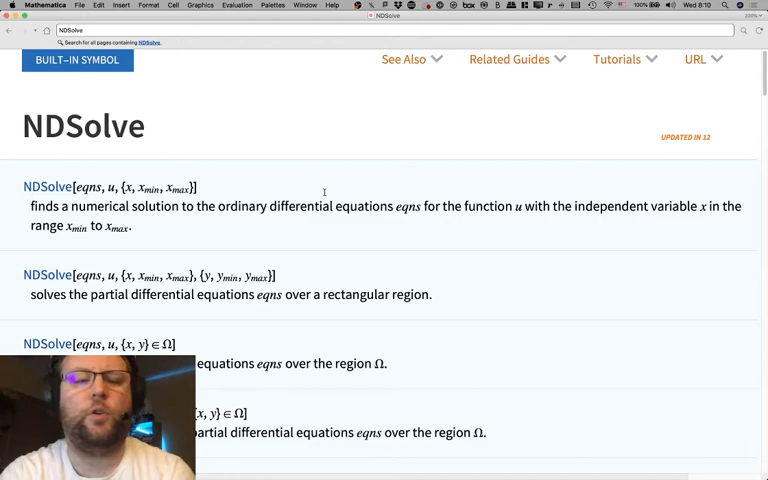 Mathematica File Edit Insert Format Cell Graphics Evaluation Palettes Window Help box 100% Wed 8:10
NDSolve
200%
NDSolve
Search for all pages containing NDSolve.
BUILT-IN SYMBOL
See Also Related Guides Tutorials URL
NDSolve
UPDATED IN 12
NDSolve[eqns, u, {x, xmin, xmax}]
finds a numerical solution to the ordinary differential equations eqns for the function u with the independent variable x in the
range xmin to xmax.
NDSolve[eqns, u, {x, xmin, xmax}, {y, ymin, ymax}]
solves the partial differential equations eqns over a rectangular region.
NDSolve[eqns, u, {x, y} ∈ Ω]
equations eqns over the region Ω.
x, y} ∈ Ω]
partial differential equations eqns over the region Ω.